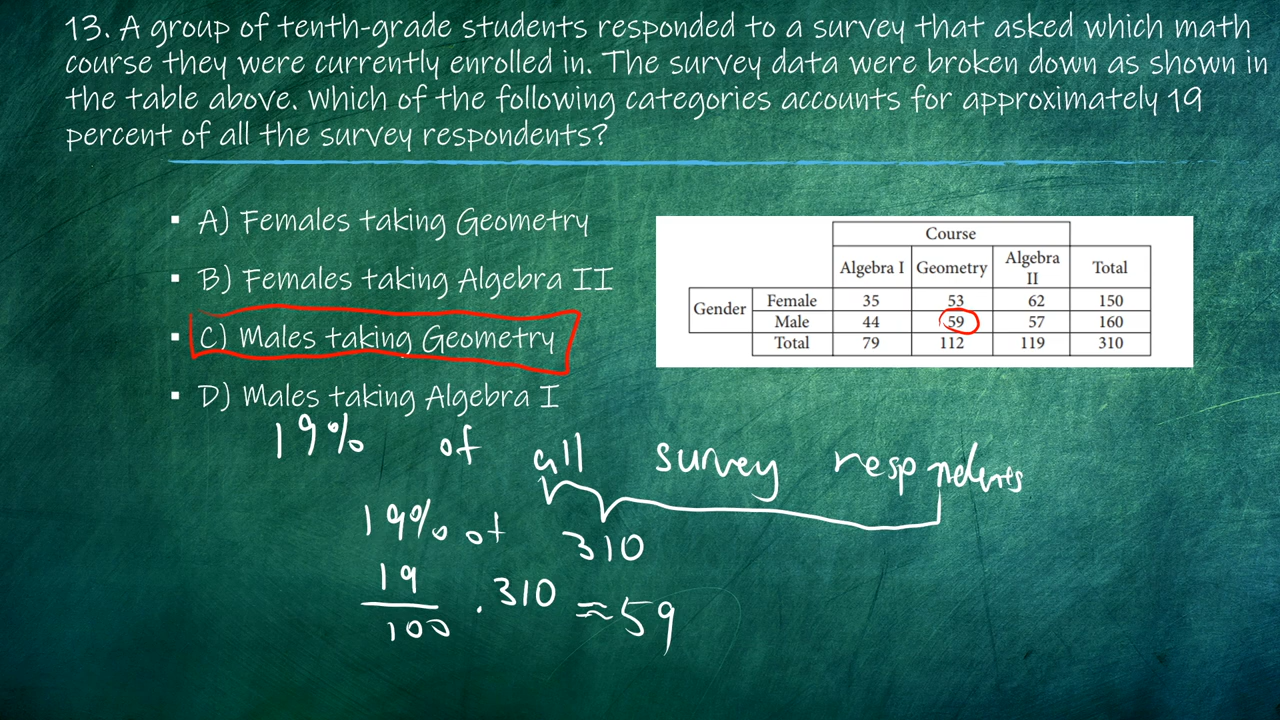 13. A group of tenth-grade students responded to a survey that asked which math
course they were currently enrolled in. The survey data were broken down as shown in
the table above. Which of the following categories accounts for approximately 19
percent of all the survey respondents?
▪ A) Females taking Geometry
▪ B) Females taking Algebra II
▪ C) Males taking Geometry
▪ D) Males taking Algebra I
Course
Algebra I Geometry Algebra II Total
Gender
Female 35 53 62 150
Male 44 59 57 160
Total 79 112 119 310
19% of all survey respondents
19% of 310
19/100 . 310 ≈ 59